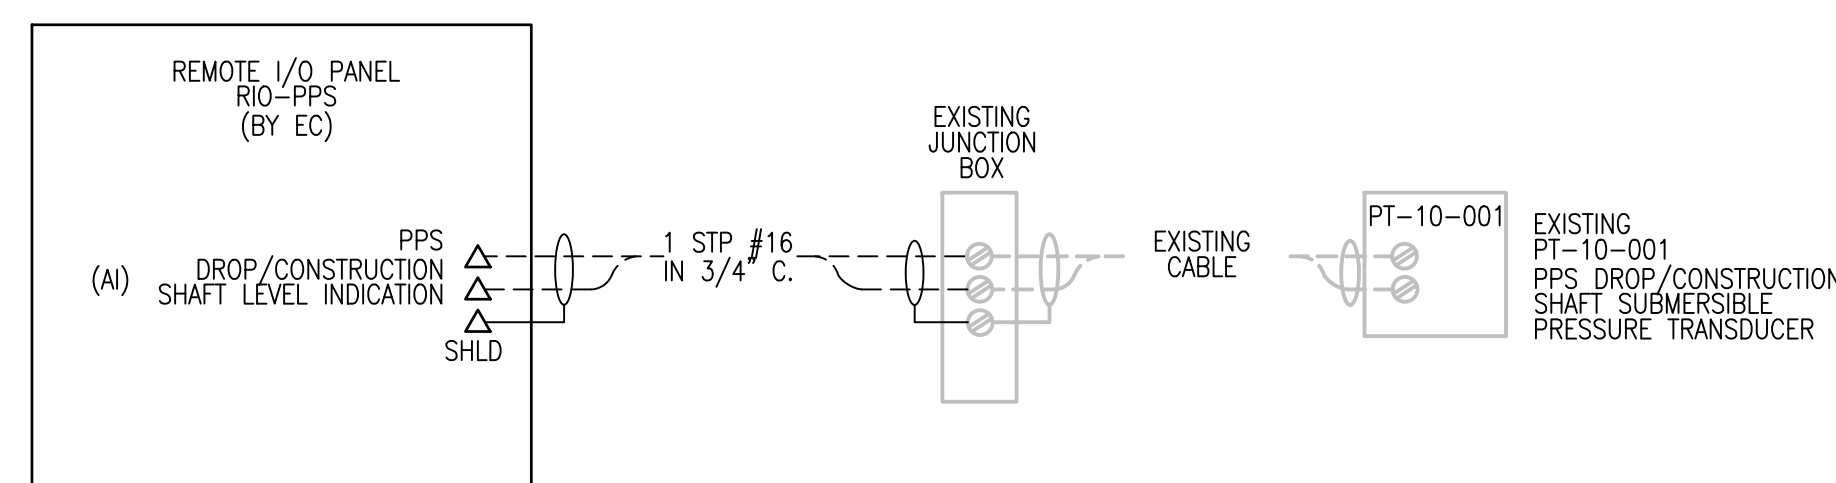 REMOTE I/O PANEL
RIO-PPS
(BY EC)
EXISTING
JUNCTION
BOX
PPS
DROP/CONSTRUCTION
SHAFT LEVEL INDICATION
(AI)
SHLD
1 STP #16
IN 3/4" C.
EXISTING
CABLE
PT-10-001
EXISTING
PT-10-001
PPS DROP/CONSTRUCTION
SHAFT SUBMERSIBLE
PRESSURE TRANSDUCER